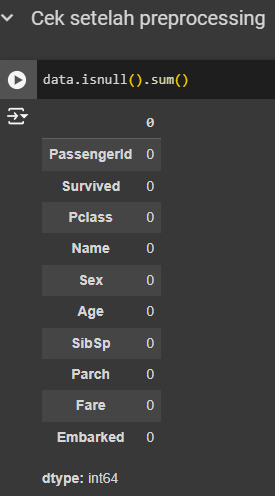 Cek setelah preprocessing
data.isnull().sum()
0
PassengerId 0
Survived 0
Pclass 0
Name 0
Sex 0
Age 0
SibSp 0
Parch 0
Fare 0
Embarked 0
dtype: int64